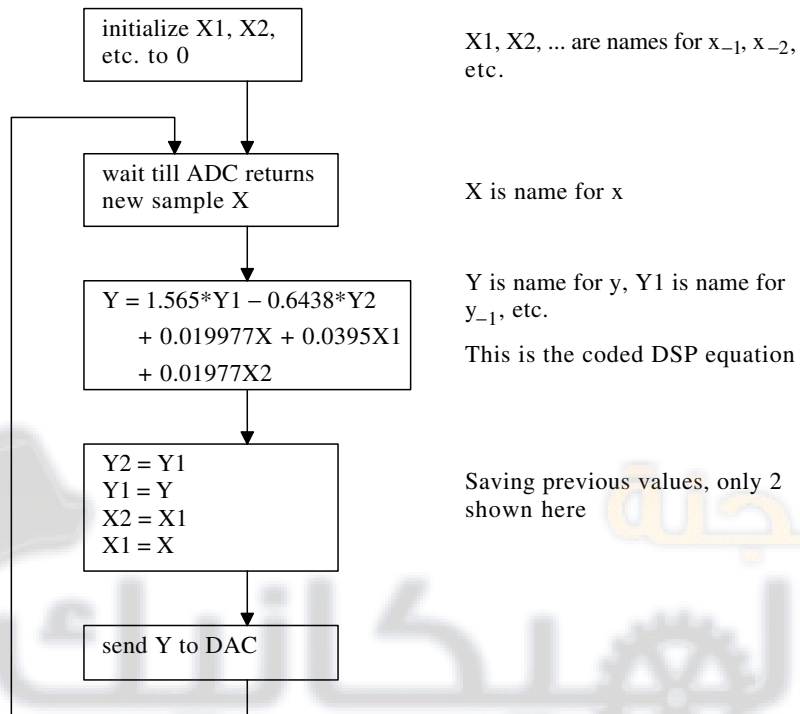 initialize X1, X2,
etc. to 0
X1, X2, ... are names for x₋₁, x₋₂,
etc.
wait till ADC returns
new sample X
X is name for x
Y = 1.565*Y1 − 0.6438*Y2
+ 0.019977X + 0.0395X1
+ 0.01977X2
Y is name for y, Y1 is name for
y₋₁, etc.
This is the coded DSP equation
Y2 = Y1
Y1 = Y
X2 = X1
X1 = X
Saving previous values, only 2
shown here
send Y to DAC